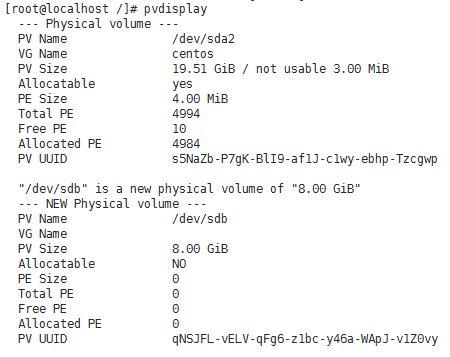 [root@localhost /]# pvdisplay
--- Physical volume ---
PV Name /dev/sda2
VG Name centos
PV Size 19.51 GiB / not usable 3.00 MiB
Allocatable yes
PE Size 4.00 MiB
Total PE 4994
Free PE 10
Allocated PE 4984
PV UUID s5NaZb-P7gK-BlI9-af1J-c1wy-ebhp-Tzcgwp
"/dev/sdb" is a new physical volume of "8.00 GiB"
--- NEW Physical volume ---
PV Name /dev/sdb
VG Name
PV Size 8.00 GiB
Allocatable NO
PE Size 0
Total PE 0
Free PE 0
Allocated PE 0
PV UUID qNSJFL-vELV-qFg6-z1bc-y46a-WApJ-v1Z0vy